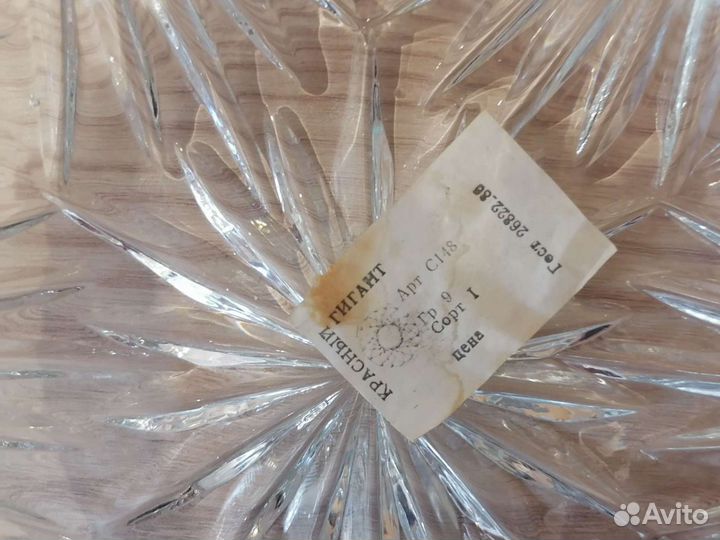 КРАСНЫЙ ГИГАНТ
Арт С148
Гр 9
Сорт I
цена
Гост 26822.86
Avito